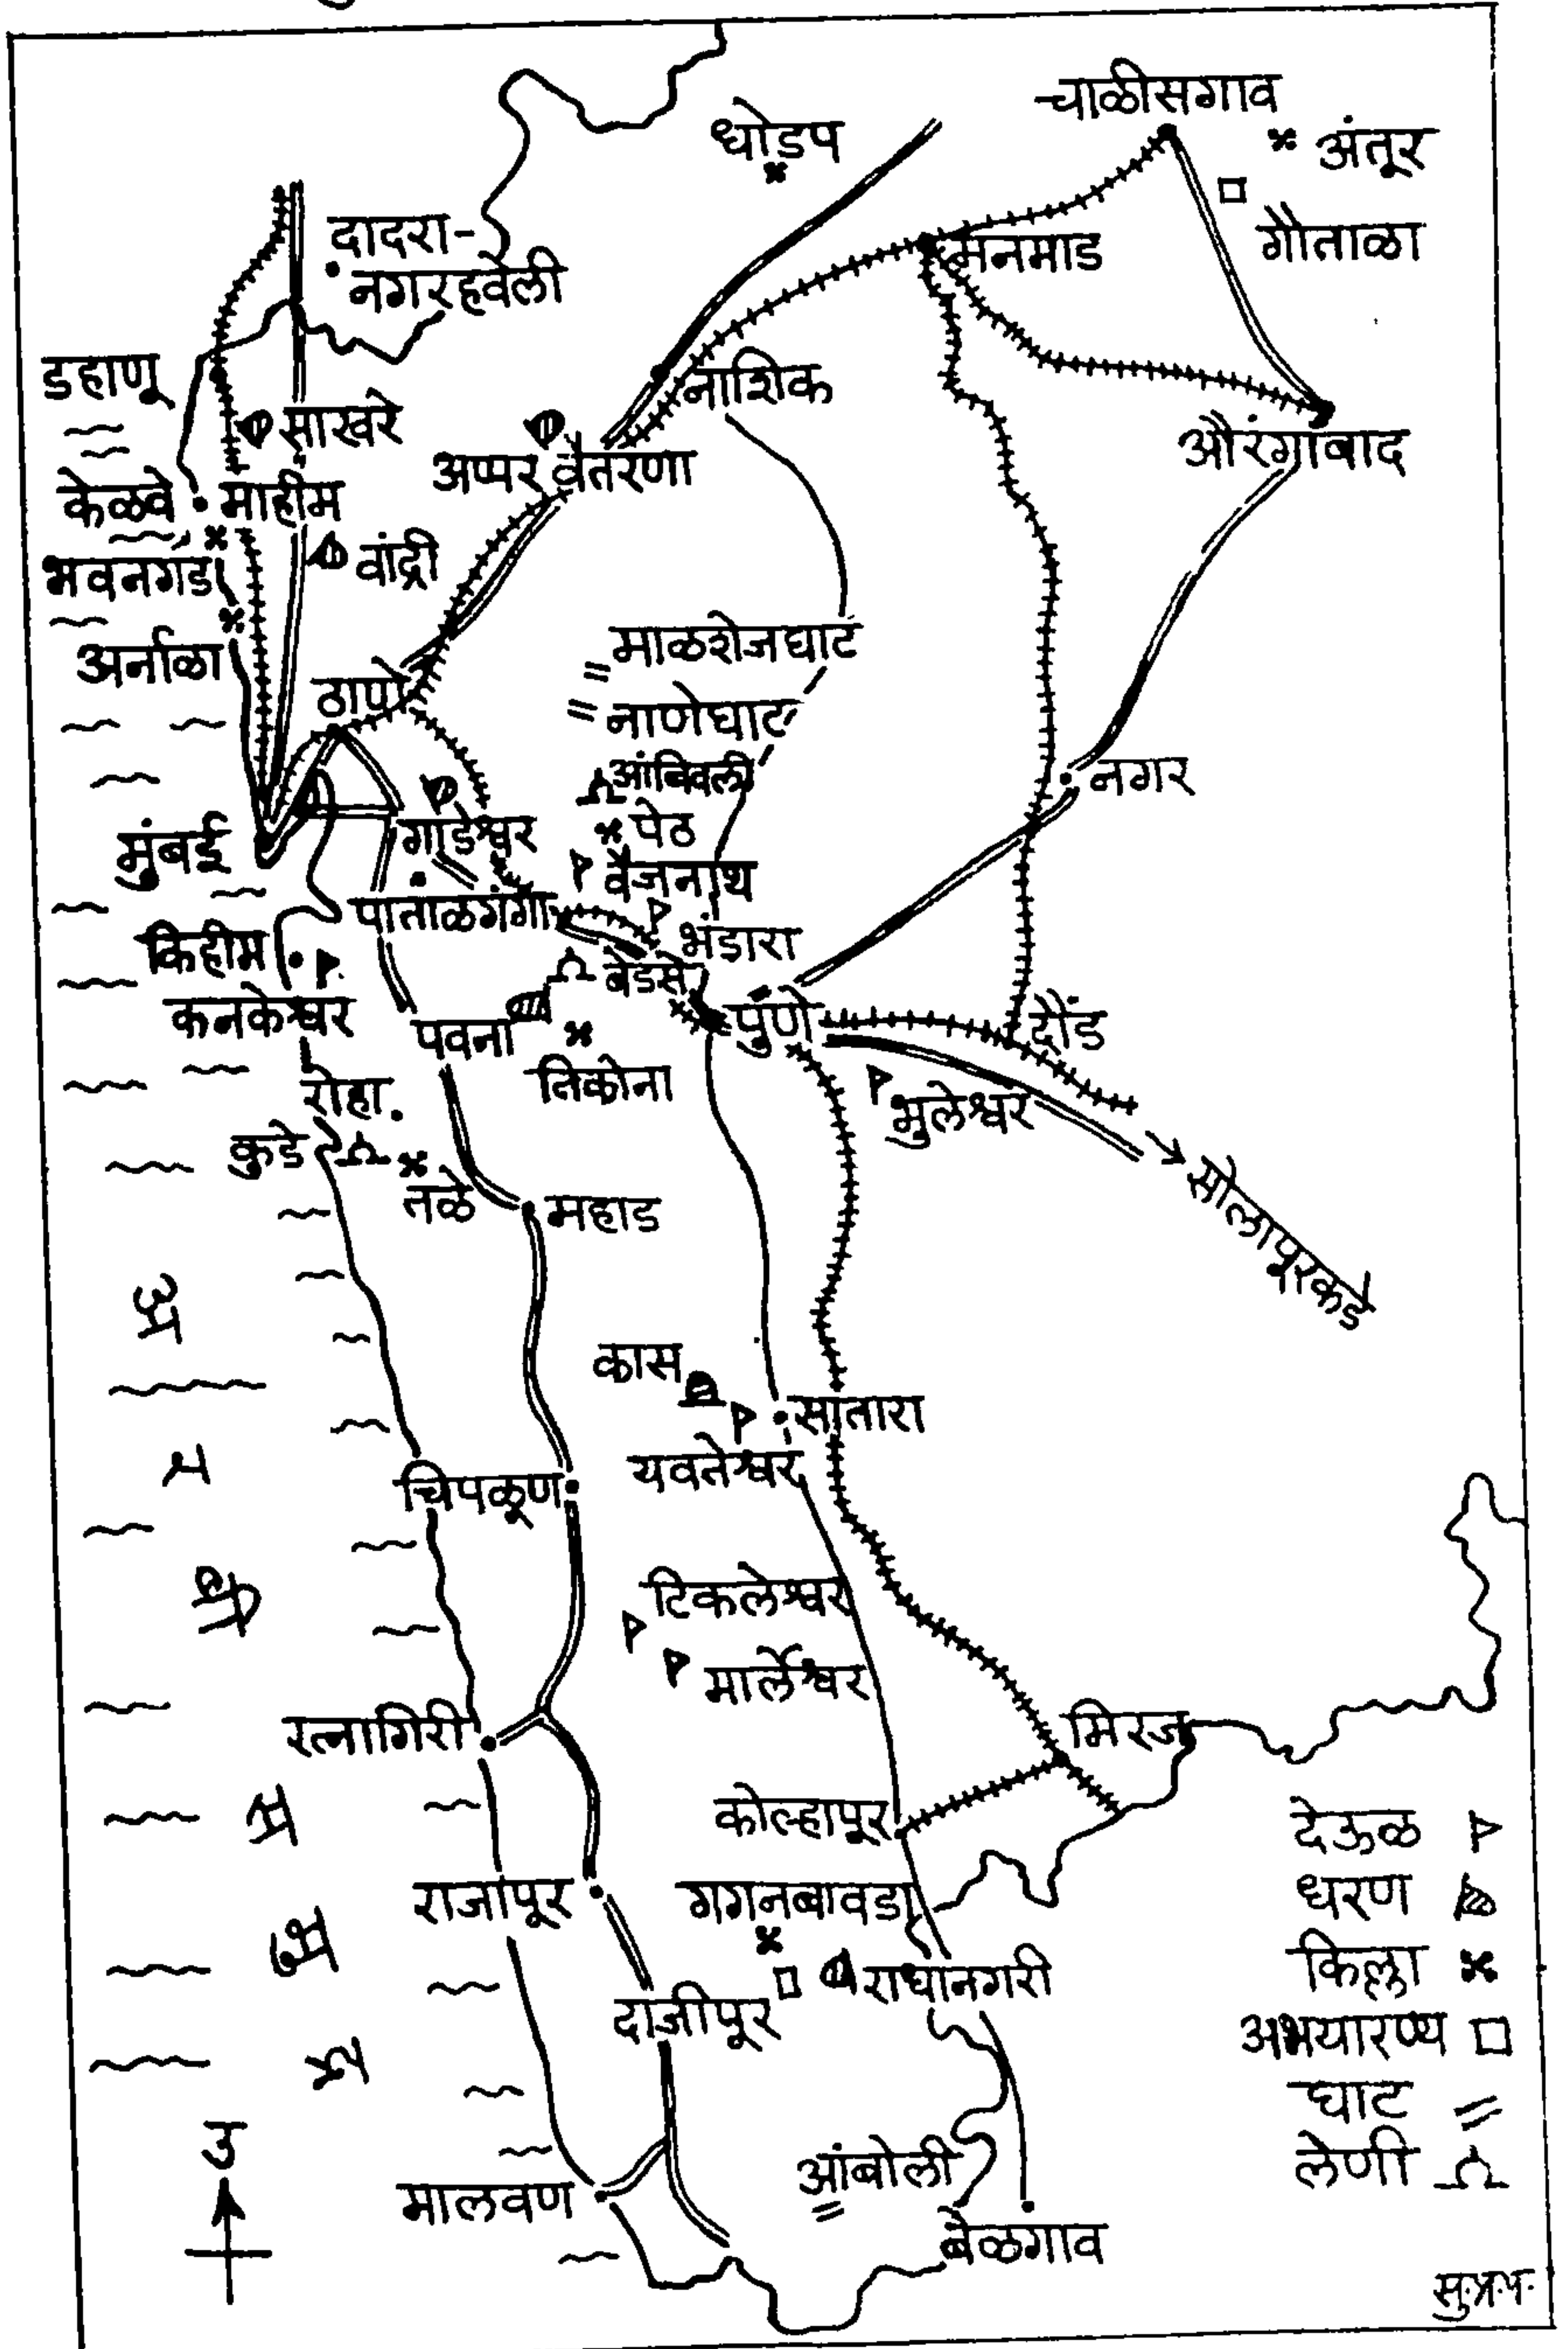 चाळीसगाव
धोडप
अंतूर
गौताळा
मनमाड
दादरा-
नगरहवेली
डहाणू
साखरे
नाशिक
औरंगाबाद
अप्पर वैतरणा
केळवे माहीम
वांद्री
भवनगड
अर्नाळा
माळशेजघाट
ठाणे
नाणेघाट
आंबिवली
नगर
मुंबई
गाडेश्वर
पेठ
वैजनाथ
पाताळगंगा
भंडारा
किहीम
बेडसे
कनकेश्वर
पवना
पुणे
दौंड
तिकोना
रोहा
भुलेश्वर
कुडे
तळे
महाड
सोलापूरकडे
कास
सातारा
यवतेश्वर
चिपळूण
टिकलेश्वर
मार्लेश्वर
रत्नागिरी
मिरज
कोल्हापूर
राजापूर
गगनबावडा
राधानगरी
दाजीपूर
अरबी समुद्र
उ
आंबोली
मालवण
बेळगाव
देऊळ
धरण
किल्ला
अभयारण्य
घाट
लेणी
सु.प्र.प.